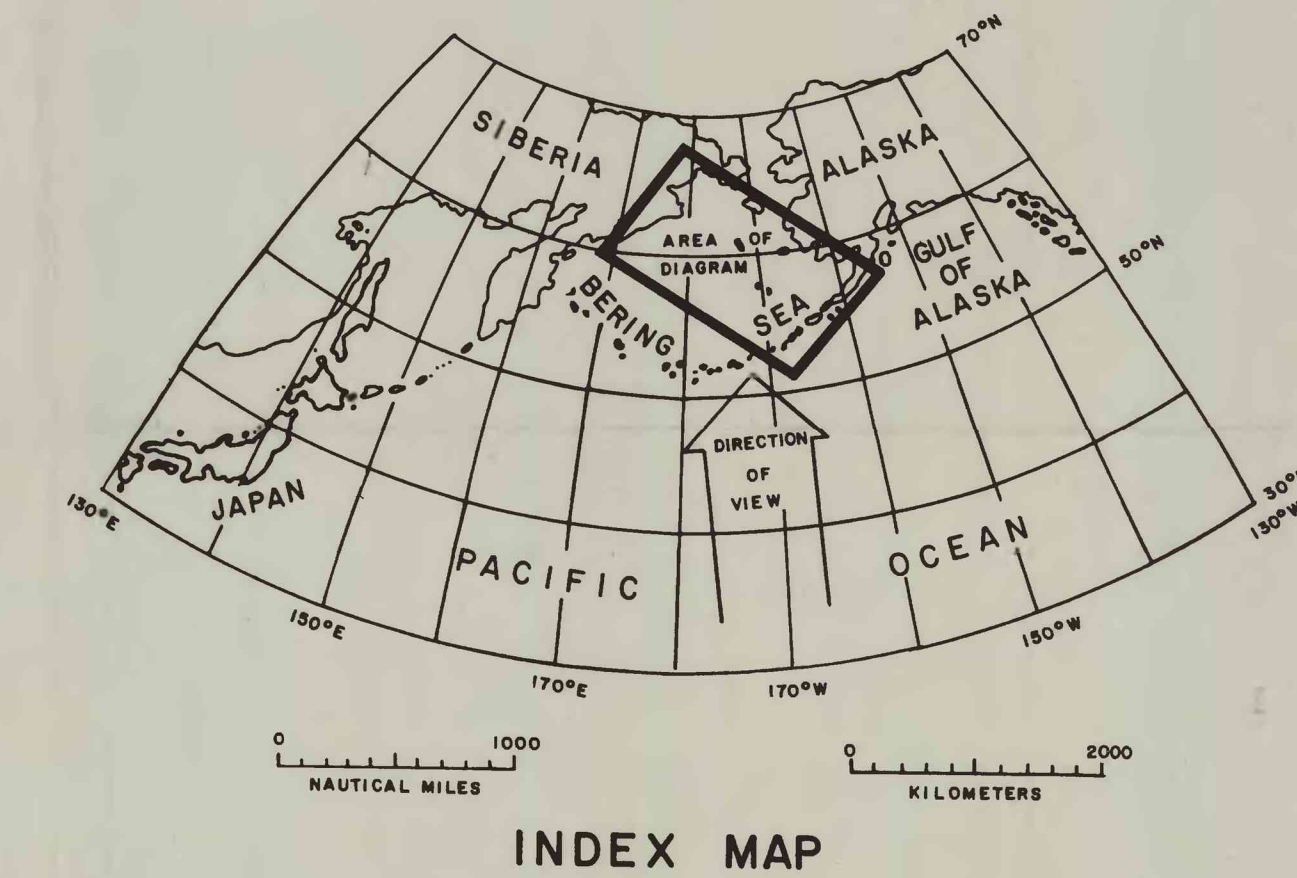 70°N
SIBERIA
ALASKA
AREA OF
DIAGRAM
GULF
OF
ALASKA
50°N
BERING
SEA
DIRECTION
OF
VIEW
JAPAN
130°E
30°
130°W
PACIFIC
OCEAN
150°E
150°W
170°E
170°W
0 1000
NAUTICAL MILES
0 2000
KILOMETERS
INDEX MAP